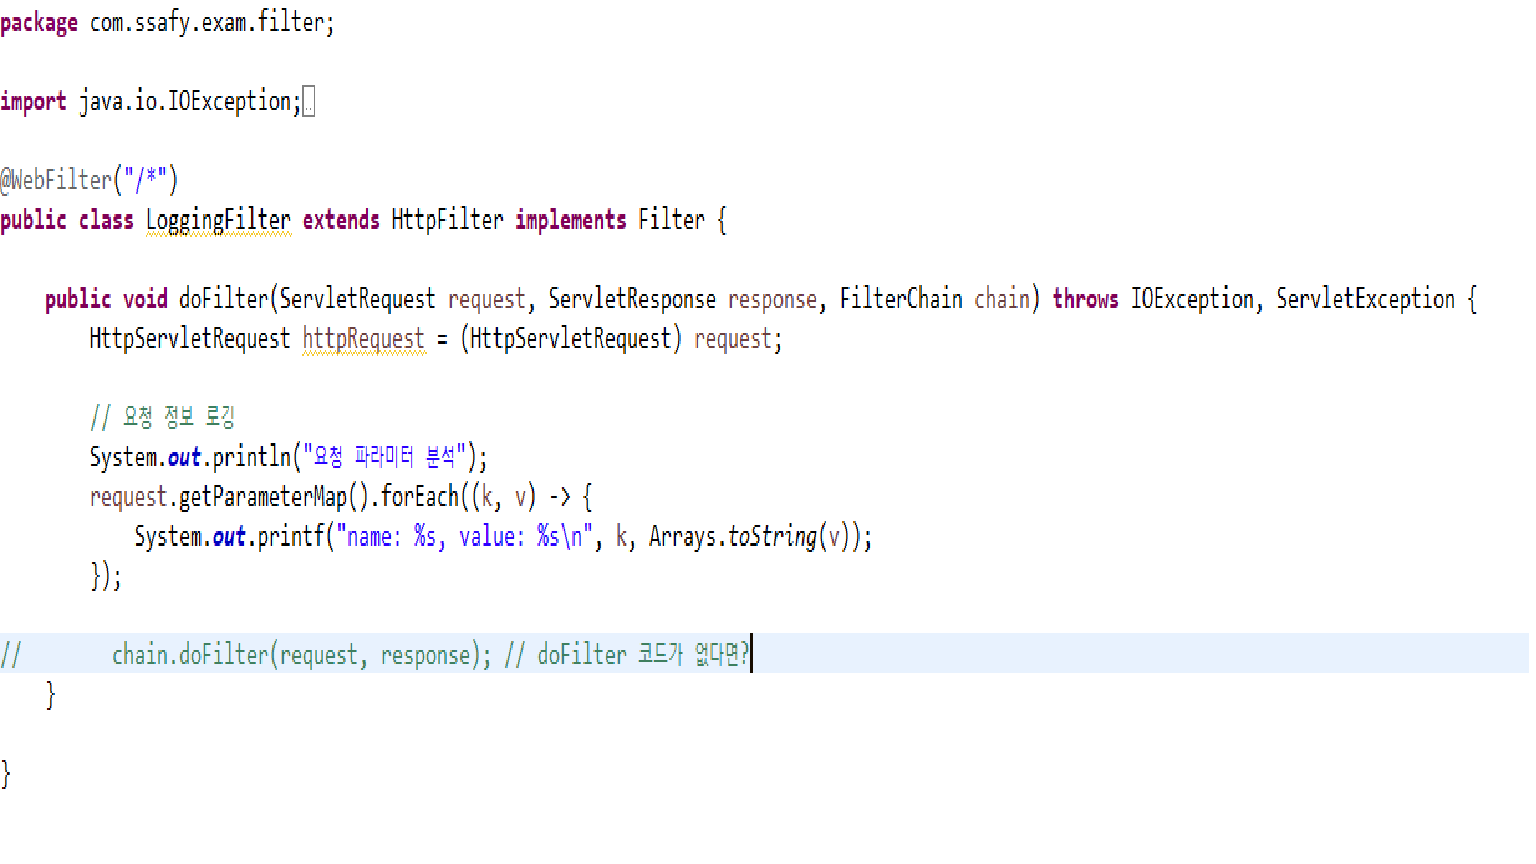 package com.ssafy.exam.filter;
import java.io.IOException;
@WebFilter("/*")
public class LoggingFilter extends HttpFilter implements Filter {
public void doFilter(ServletRequest request, ServletResponse response, FilterChain chain) throws IOException, ServletException {
HttpServletRequest httpRequest = (HttpServletRequest) request;
// 요청 정보 로깅
System.out.println("요청 파라미터 분석");
request.getParameterMap().forEach((k, v) -> {
System.out.printf("name: %s, value: %s\n", k, Arrays.toString(v));
});
// chain.doFilter(request, response); // doFilter 코드가 없다면?
}
}